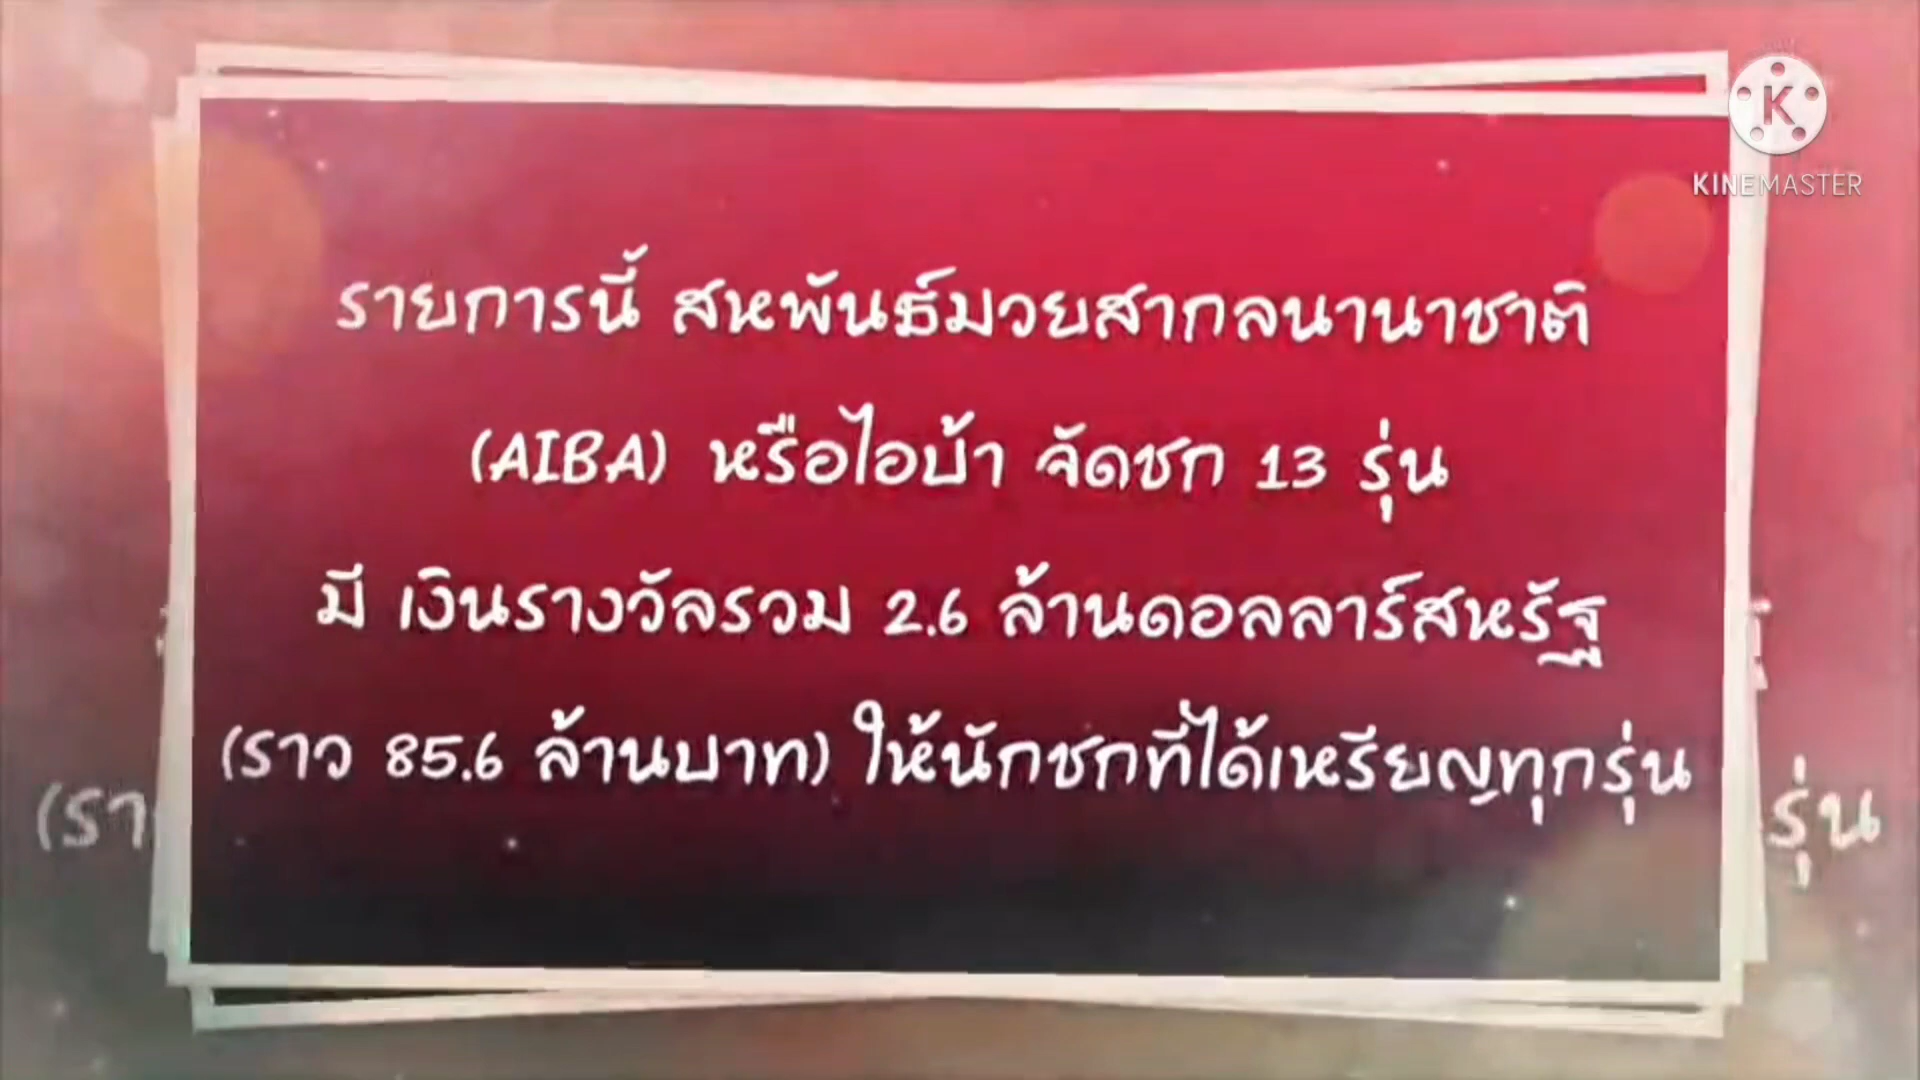 KINEMASTER
รายการนี้ สหพันธ์มวยสากลนานาชาติ
(AIBA) หรือไอบ้า จัดชก 13 รุ่น
มี เงินรางวัลรวม 2.6 ล้านดอลลาร์สหรัฐ
(ราว 85.6 ล้านบาท) ให้นักชกที่ได้เหรียญทุกรุ่น